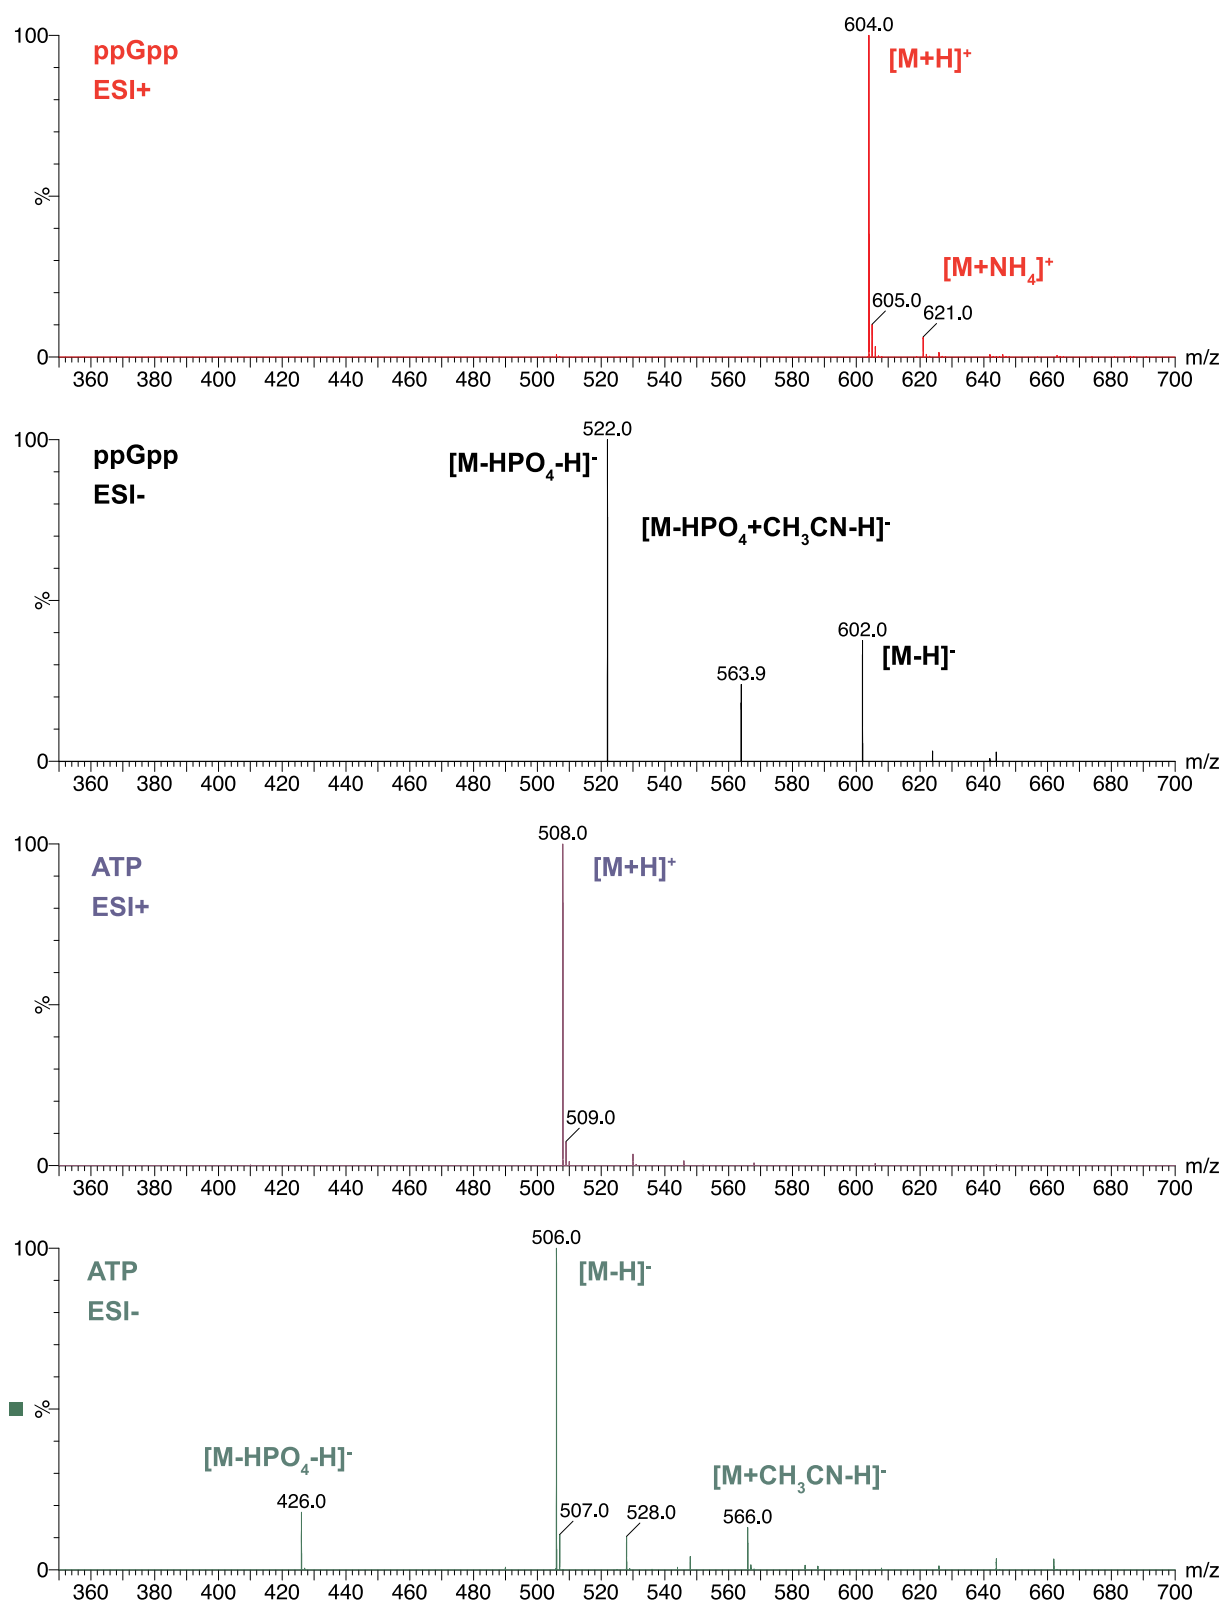 100
ppGpp
ESI+
604.0
[M+H]+
%
[M+NH4]+
605.0
621.0
0
m/z
360 380 400 420 440 460 480 500 520 540 560 580 600 620 640 660 680 700
100
ppGpp
ESI-
522.0
[M-HPO4-H]-
[M-HPO4+CH3CN-H]-
%
602.0
[M-H]-
563.9
0
m/z
360 380 400 420 440 460 480 500 520 540 560 580 600 620 640 660 680 700
100
ATP
ESI+
508.0
[M+H]+
%
509.0
0
m/z
360 380 400 420 440 460 480 500 520 540 560 580 600 620 640 660 680 700
100
ATP
ESI-
506.0
[M-H]-
%
[M-HPO4-H]-
[M+CH3CN-H]-
426.0
507.0
528.0
566.0
0
m/z
360 380 400 420 440 460 480 500 520 540 560 580 600 620 640 660 680 700